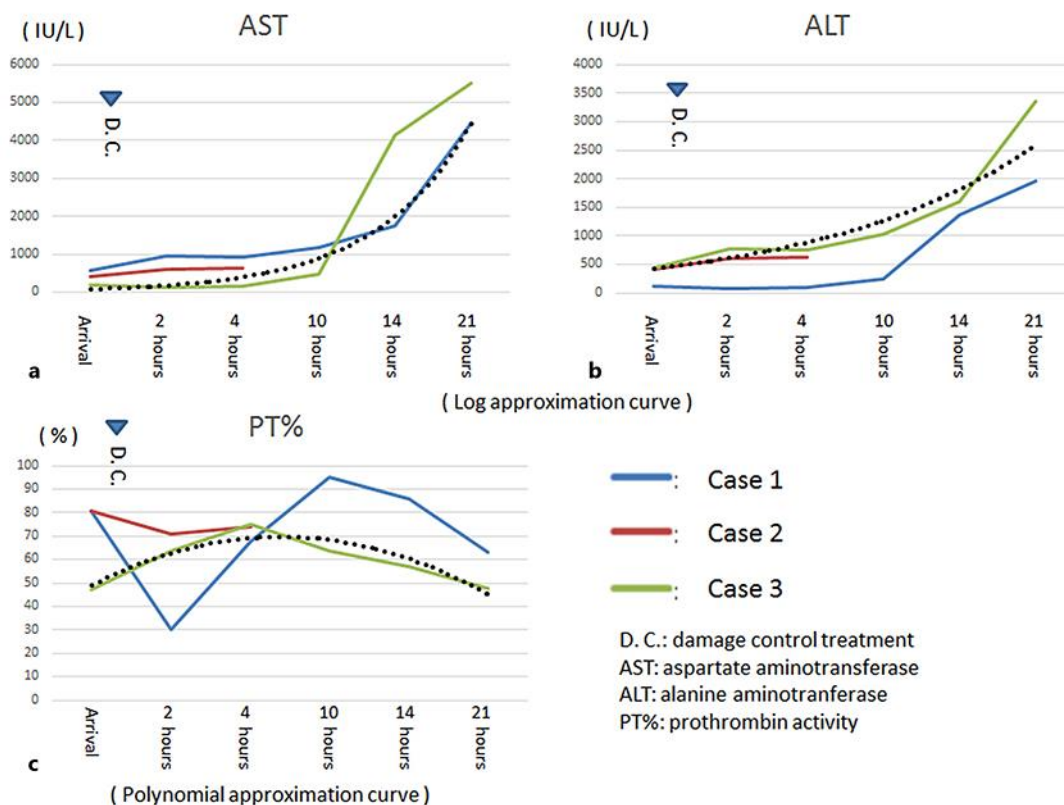 ( IU/L )
AST
6000
5000
4000
3000
2000
1000
0
D. C.
Arrival
2 hours
4 hours
10 hours
14 hours
21 hours
a
( IU/L )
ALT
4000
3500
3000
2500
2000
1500
1000
500
0
D. C.
Arrival
2 hours
4 hours
10 hours
14 hours
21 hours
b
( Log approximation curve )
( % )
PT%
100
90
80
70
60
50
40
30
20
10
0
D. C.
Arrival
2 hours
4 hours
10 hours
14 hours
21 hours
c
( Polynomial approximation curve )
: Case 1
: Case 2
: Case 3
D. C.: damage control treatment
AST: aspartate aminotransferase
ALT: alanine aminotranferase
PT%: prothrombin activity